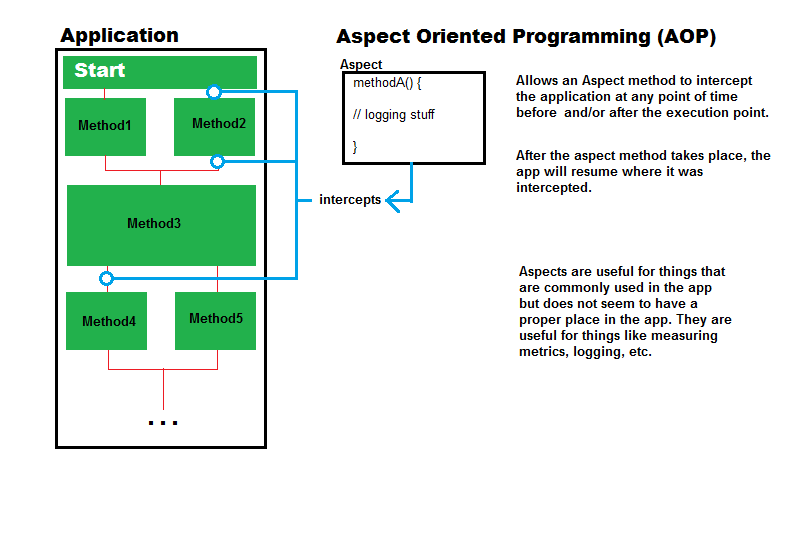 Application
Start
Method1
Method2
Method3
Method4
Method5
...
Aspect Oriented Programming (AOP)
Aspect
methodA() {
// logging stuff
}
intercepts
Allows an Aspect method to intercept
the application at any point of time
before and/or after the execution point.
After the aspect method takes place, the
app will resume where it was
intercepted.
Aspects are useful for things that
are commonly used in the app
but does not seem to have a
proper place in the app. They are
useful for things like measuring
metrics, logging, etc.